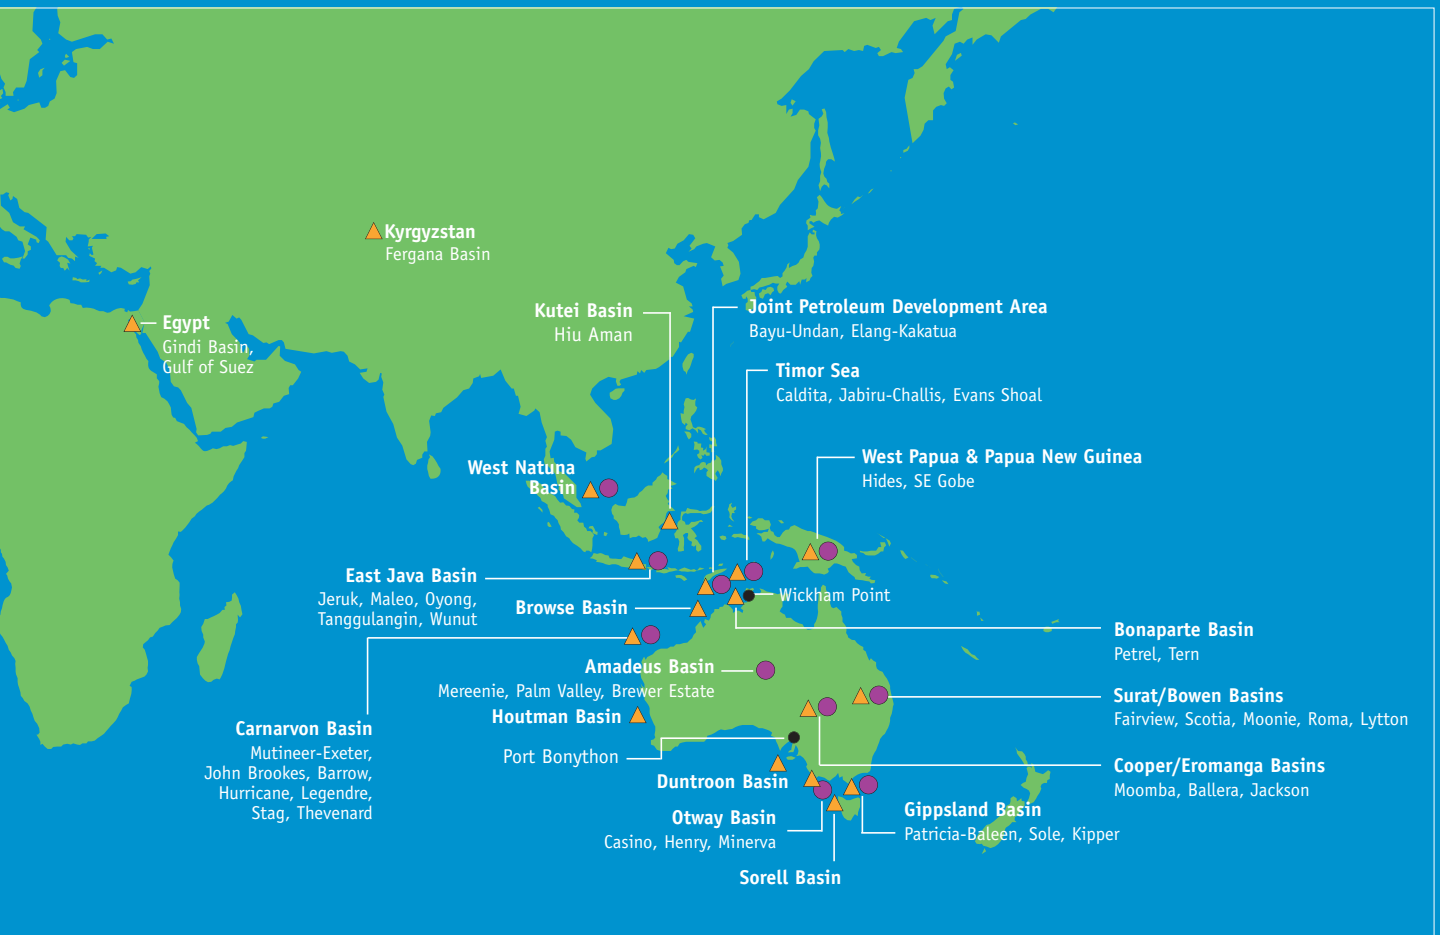 Kyrgyzstan
Fergana Basin
Egypt
Gindi Basin,
Gulf of Suez
Kutei Basin
Hiu Aman
Joint Petroleum Development Area
Bayu-Undan, Elang-Kakatua
Timor Sea
Caldita, Jabiru-Challis, Evans Shoal
West Papua & Papua New Guinea
Hides, SE Gobe
West Natuna
Basin
East Java Basin
Jeruk, Maleo, Oyong,
Tanggulangin, Wunut
Browse Basin
Wickham Point
Bonaparte Basin
Petrel, Tern
Amadeus Basin
Mereenie, Palm Valley, Brewer Estate
Surat/Bowen Basins
Fairview, Scotia, Moonie, Roma, Lytton
Houtman Basin
Carnarvon Basin
Mutineer-Exeter,
John Brookes, Barrow,
Hurricane, Legendre,
Stag, Thevenard
Port Bonython
Cooper/Eromanga Basins
Moomba, Ballera, Jackson
Duntroon Basin
Otway Basin
Casino, Henry, Minerva
Gippsland Basin
Patricia-Baleen, Sole, Kipper
Sorell Basin